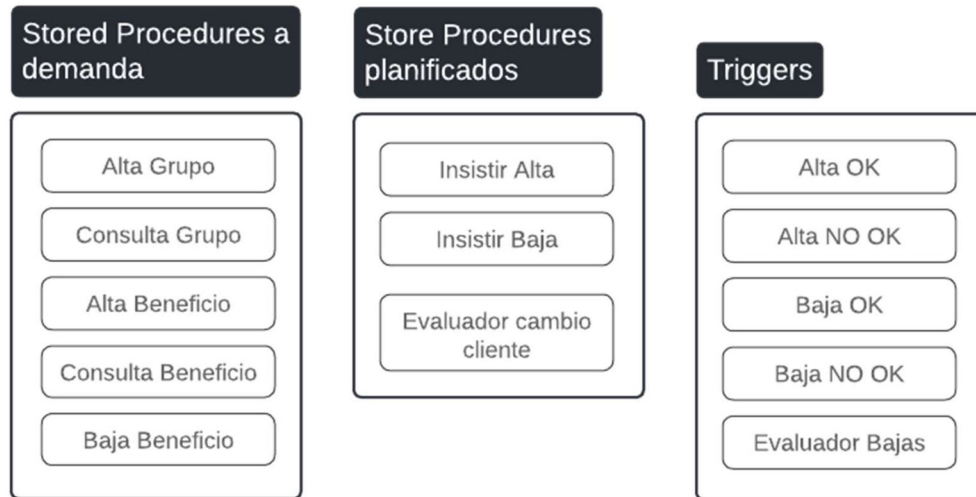 Stored Procedures a
demanda
Alta Grupo
Consulta Grupo
Alta Beneficio
Consulta Beneficio
Baja Beneficio
Store Procedures
planificados
Insistir Alta
Insistir Baja
Evaluador cambio
cliente
Triggers
Alta OK
Alta NO OK
Baja OK
Baja NO OK
Evaluador Bajas